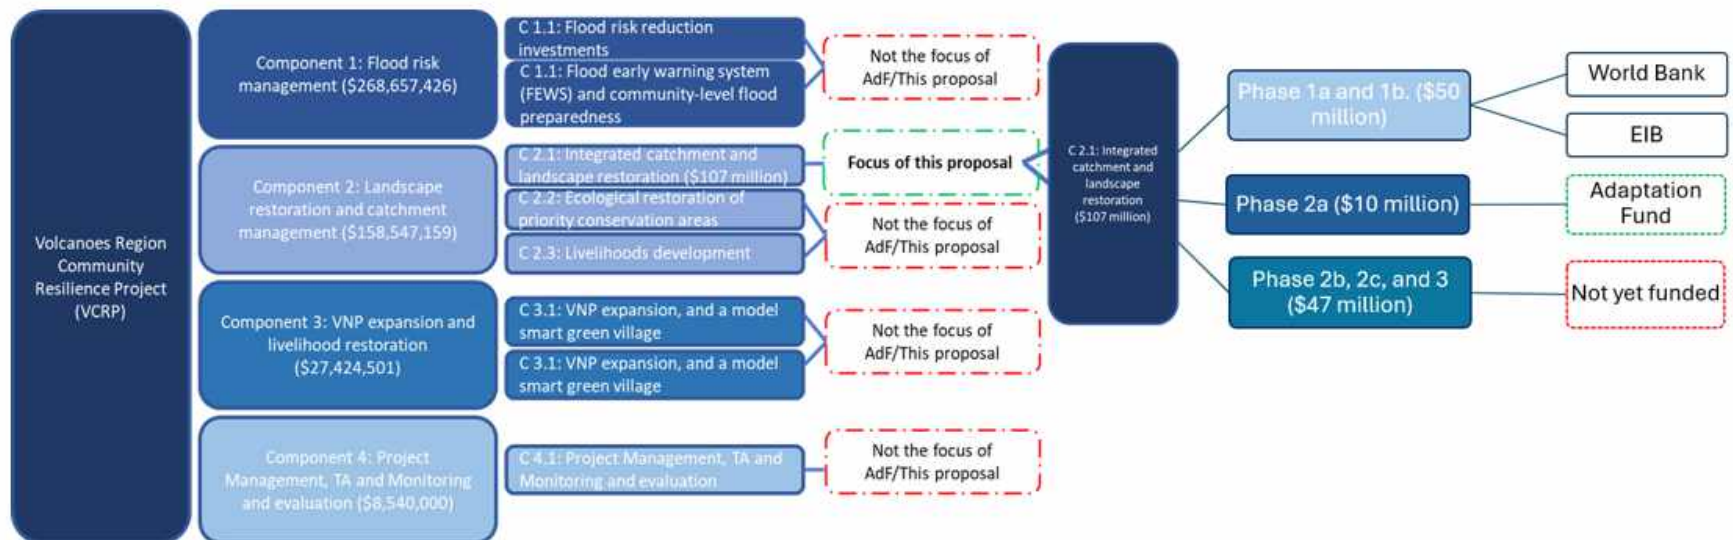 Volcanoes Region
Community
Resilience Project
(VCRP)
Component 1: Flood risk
management ($268,657,426)
C 1.1: Flood risk reduction
investments
C 1.1: Flood early warning system
(FEWS) and community-level flood
preparedness
Not the focus of
AdF/This proposal
Component 2: Landscape
restoration and catchment
management ($158,547,159)
C 2.1: Integrated catchment and
landscape restoration ($107 million)
C 2.2: Ecological restoration of
priority conservation areas
C 2.3: Livelihoods development
Focus of this proposal
Not the focus of
AdF/This proposal
Component 3: VNP expansion and
livelihood restoration
($27,424,501)
C 3.1: VNP expansion, and a model
smart green village
C 3.1: VNP expansion, and a model
smart green village
Not the focus of
AdF/This proposal
Component 4: Project
Management, TA and Monitoring
and evaluation ($8,540,000)
C 4.1: Project Management, TA and
Monitoring and evaluation
Not the focus of
AdF/This proposal
C 2.1: Integrated
catchment and
landscape
restoration
($107 million)
Phase 1a and 1b. ($50
million)
World Bank
EIB
Phase 2a ($10 million)
Adaptation
Fund
Phase 2b, 2c, and 3
($47 million)
Not yet funded